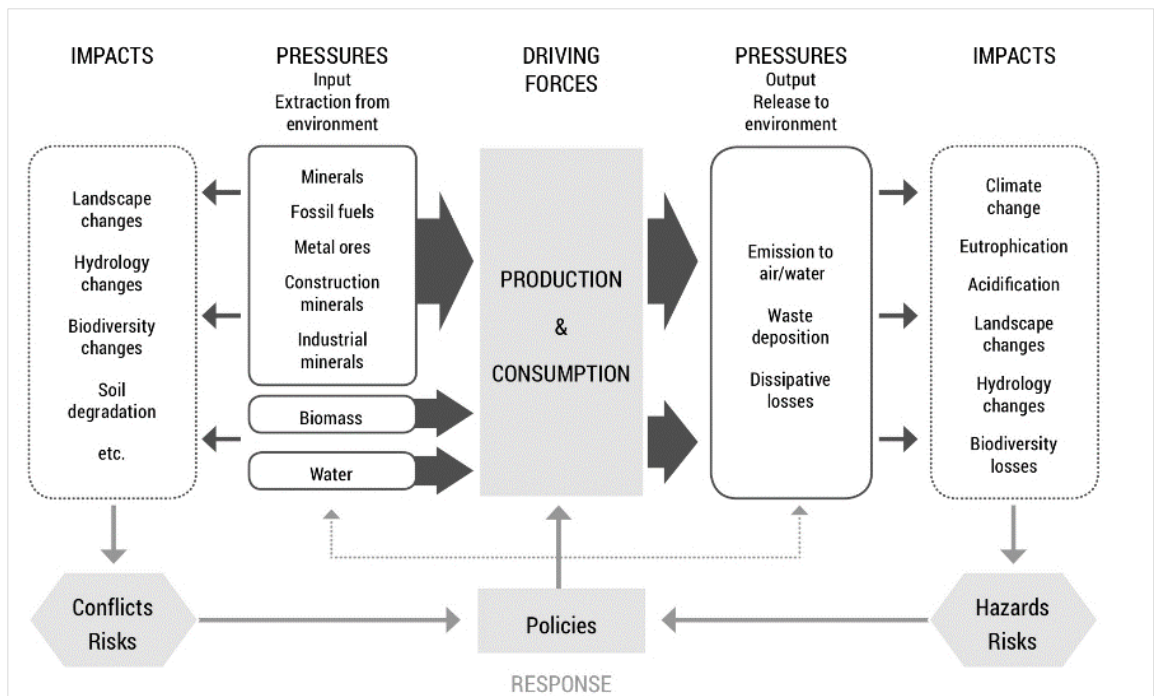 IMPACTS
Landscape
changes
Hydrology
changes
Biodiversity
changes
Soil
degradation
etc.
Conflicts
Risks
PRESSURES
Input
Extraction from
environment
Minerals
Fossil fuels
Metal ores
Construction
minerals
Industrial
minerals
Biomass
Water
DRIVING
FORCES
PRODUCTION
&
CONSUMPTION
Policies
RESPONSE
PRESSURES
Output
Release to
environment
Emission to
air/water
Waste
deposition
Dissipative
losses
IMPACTS
Climate
change
Eutrophication
Acidification
Landscape
changes
Hydrology
changes
Biodiversity
losses
Hazards
Risks